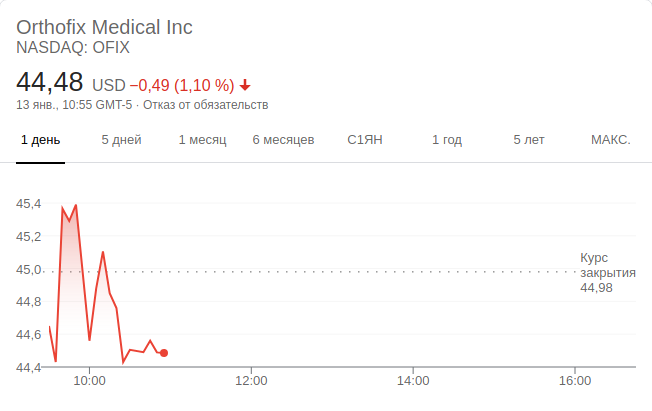 Orthofix Medical Inc
NASDAQ: OFIX
44,48 USD −0,49 (1,10 %)
13 янв., 10:55 GMT-5 · Отказ от обязательств
1 день 5 дней 1 месяц 6 месяцев С1ЯН 1 год 5 лет МАКС.
45,4
45,2
45,0
44,8
44,6
44,4
Курс
закрытия
44,98
10:00 12:00 14:00 16:00